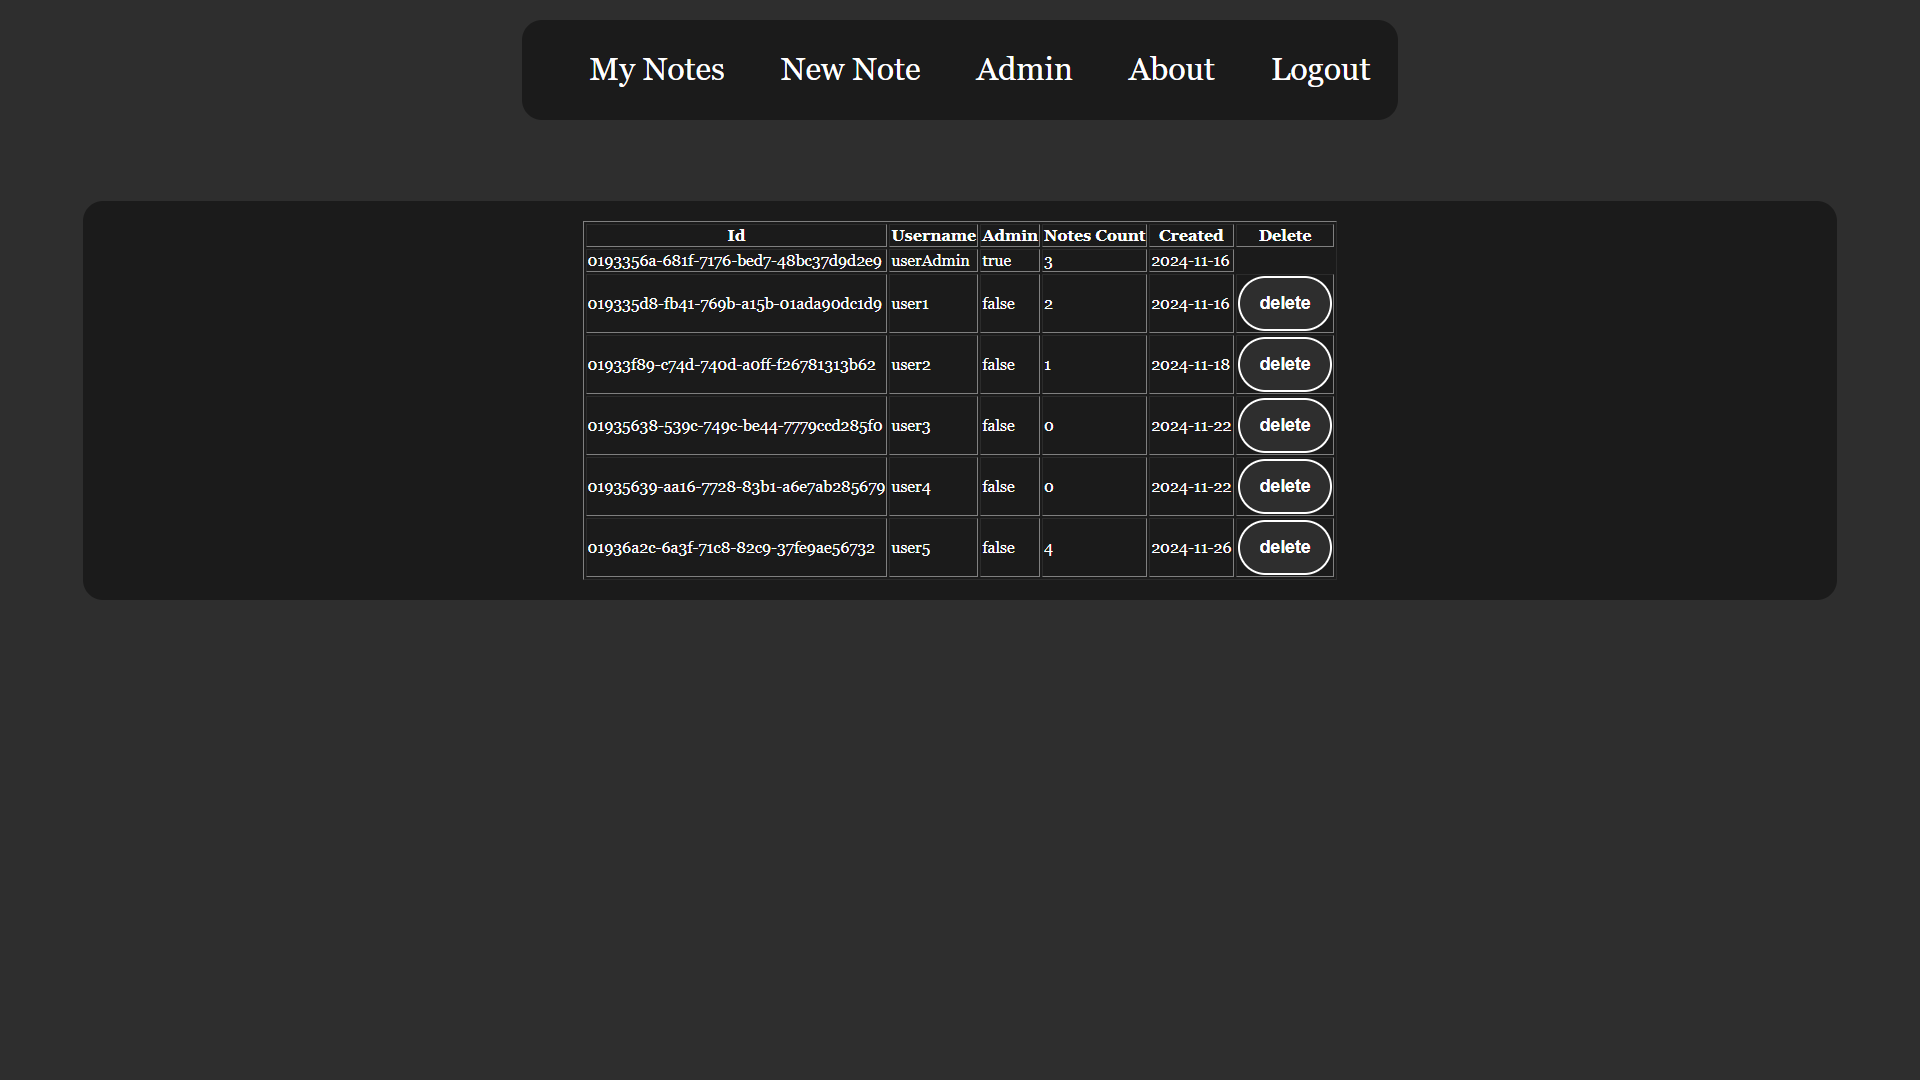 My Notes New Note Admin About Logout
Id Username Admin Notes Count Created Delete
0193356a-681f-7176-bed7-48bc37d9d2e9 userAdmin true 3 2024-11-16
019335d8-fb41-769b-a15b-01ada90dc1d9 user1 false 2 2024-11-16 delete
01933f89-c74d-740d-a0ff-f26781313b62 user2 false 1 2024-11-18 delete
01935638-539c-749c-be44-7779ccd285f0 user3 false 0 2024-11-22 delete
01935639-aa16-7728-83b1-a6e7ab285679 user4 false 0 2024-11-22 delete
01936a2c-6a3f-71c8-82c9-37fe9ae56732 user5 false 4 2024-11-26 delete